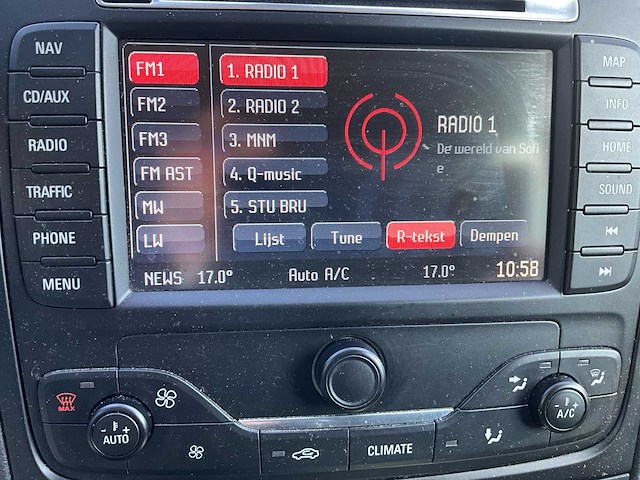 NAV
CD/AUX
RADIO
TRAFFIC
PHONE
MENU
FM1
FM2
FM3
FM AST
MW
LW
1. RADIO 1
2. RADIO 2
3. MNM
4. Q-music
5. STU BRU
RADIO 1
De wereld van Sofi
e
Lijst
Tune
R-tekst
Dempen
NEWS 17.0° Auto A/C 17.0° 10:58
MAP
INFO
HOME
SOUND
MAX
- +
AUTO
CLIMATE
- +
A/C